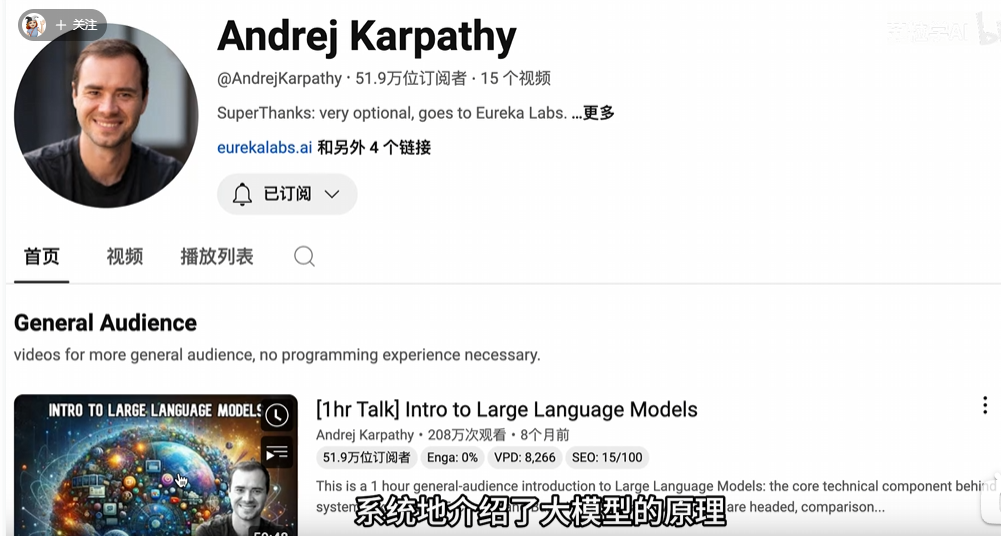 + 关注
Andrej Karpathy
@AndrejKarpathy · 51.9万位订阅者 · 15 个视频
SuperThanks: very optional, goes to Eureka Labs. ...更多
eurekalabs.ai 和另外 4 个链接
已订阅
首页 视频 播放列表
General Audience
videos for more general audience, no programming experience necessary.
INTRO TO LARGE LANGUAGE MODELS
[1hr Talk] Intro to Large Language Models
Andrej Karpathy • 208万次观看 • 8个月前
51.9万位订阅者 Enga: 0% VPD: 8,266 SEO: 15/100
This is a 1 hour general-audience introduction to Large Language Models: the core technical component behind
system are headed, comparison...
系统地介绍了大模型的原理